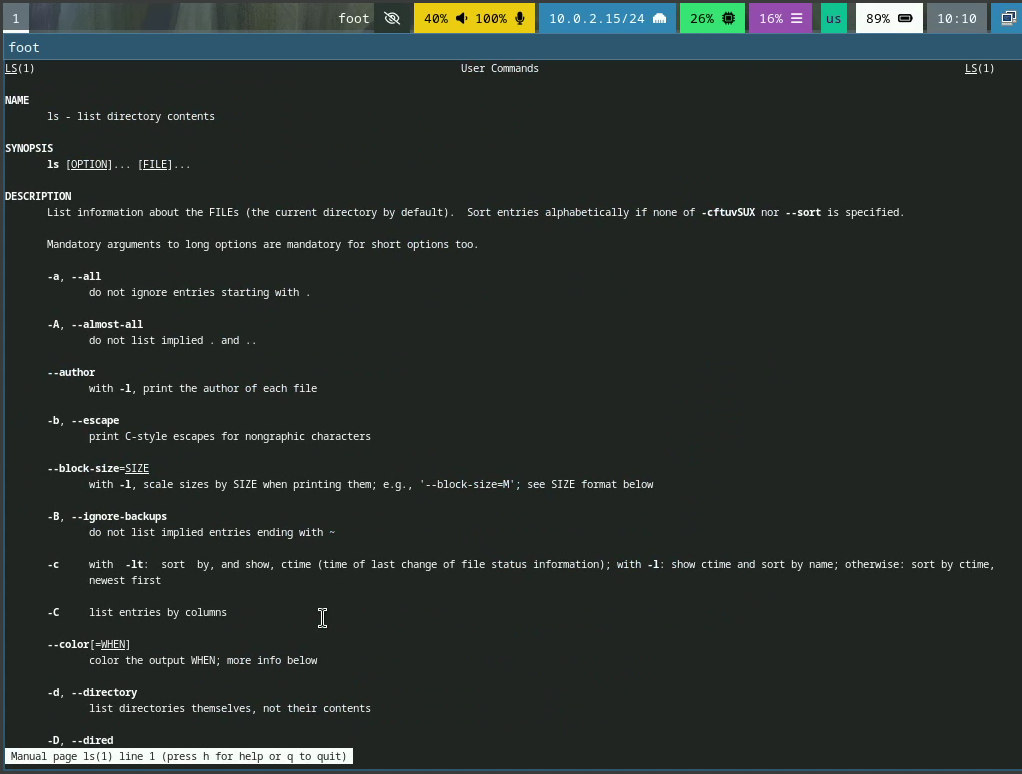 1 foot 40% 100% 10.0.2.15/24 26% 16% us 89% 10:10
foot
LS(1) User Commands LS(1)
NAME
ls - list directory contents
SYNOPSIS
ls [OPTION]... [FILE]...
DESCRIPTION
List information about the FILEs (the current directory by default).  Sort entries alphabetically if none of -cftuvSUX nor --sort is specified.
Mandatory arguments to long options are mandatory for short options too.
-a, --all
do not ignore entries starting with .
-A, --almost-all
do not list implied . and ..
--author
with -l, print the author of each file
-b, --escape
print C-style escapes for nongraphic characters
--block-size=SIZE
with -l, scale sizes by SIZE when printing them; e.g., '--block-size=M'; see SIZE format below
-B, --ignore-backups
do not list implied entries ending with ~
-c with  -lt:  sort  by, and show, ctime (time of last change of file status information); with -l: show ctime and sort by name; otherwise: sort by ctime,
newest first
-C list entries by columns
--color[=WHEN]
color the output WHEN; more info below
-d, --directory
list directories themselves, not their contents
-D, --dired
Manual page ls(1) line 1 (press h for help or q to quit)